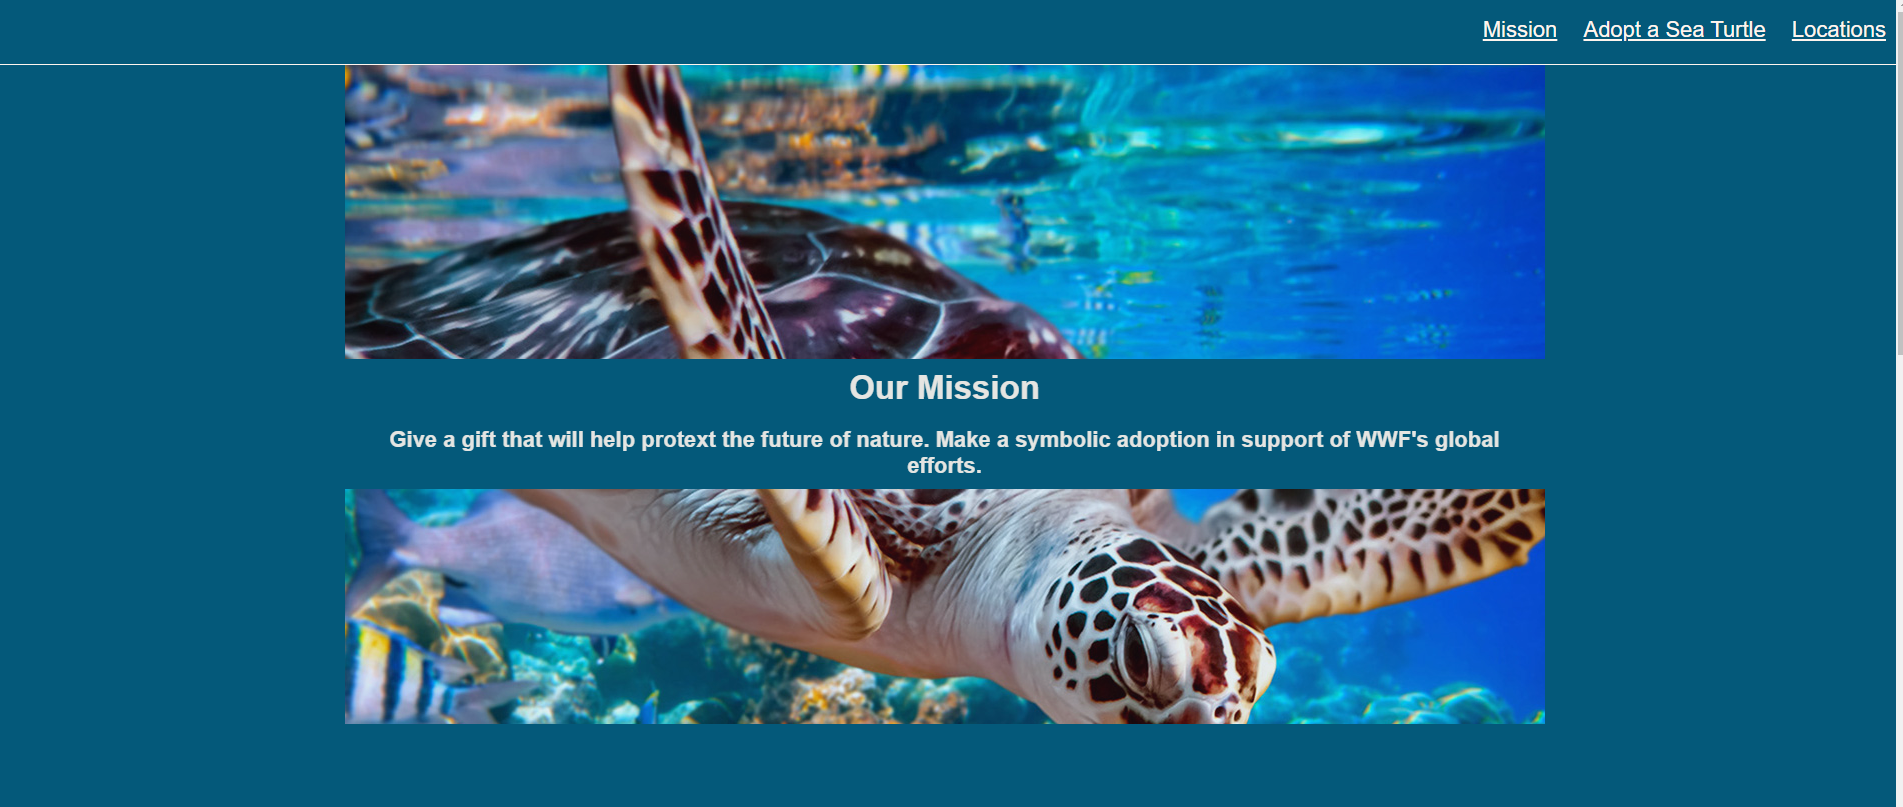 Mission Adopt a Sea Turtle Locations
Our Mission
Give a gift that will help protext the future of nature. Make a symbolic adoption in support of WWF's global
efforts.